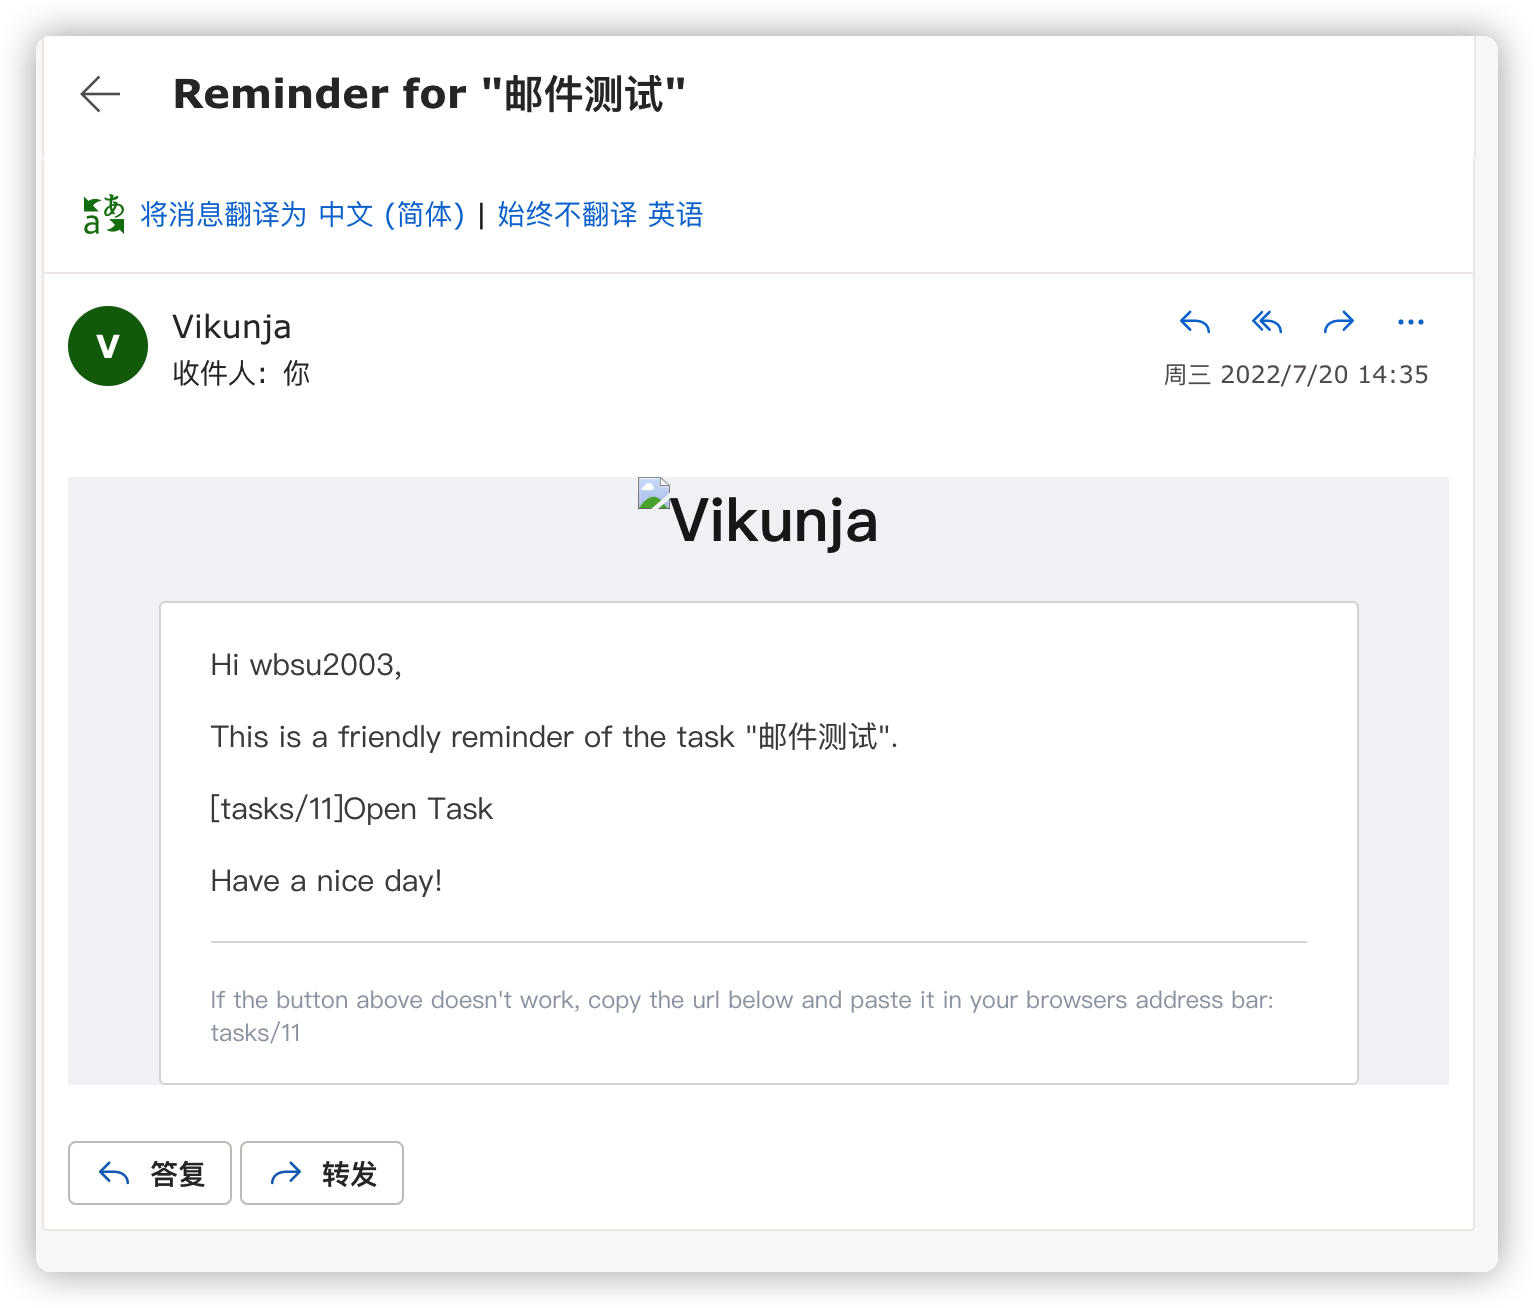 Reminder for "邮件测试"
将消息翻译为 中文 (简体) | 始终不翻译 英语
V
Vikunja
收件人：你
周三 2022/7/20 14:35
Vikunja
Hi wbsu2003,
This is a friendly reminder of the task "邮件测试".
[tasks/11]Open Task
Have a nice day!
If the button above doesn't work, copy the url below and paste it in your browsers address bar:
tasks/11
答复
转发